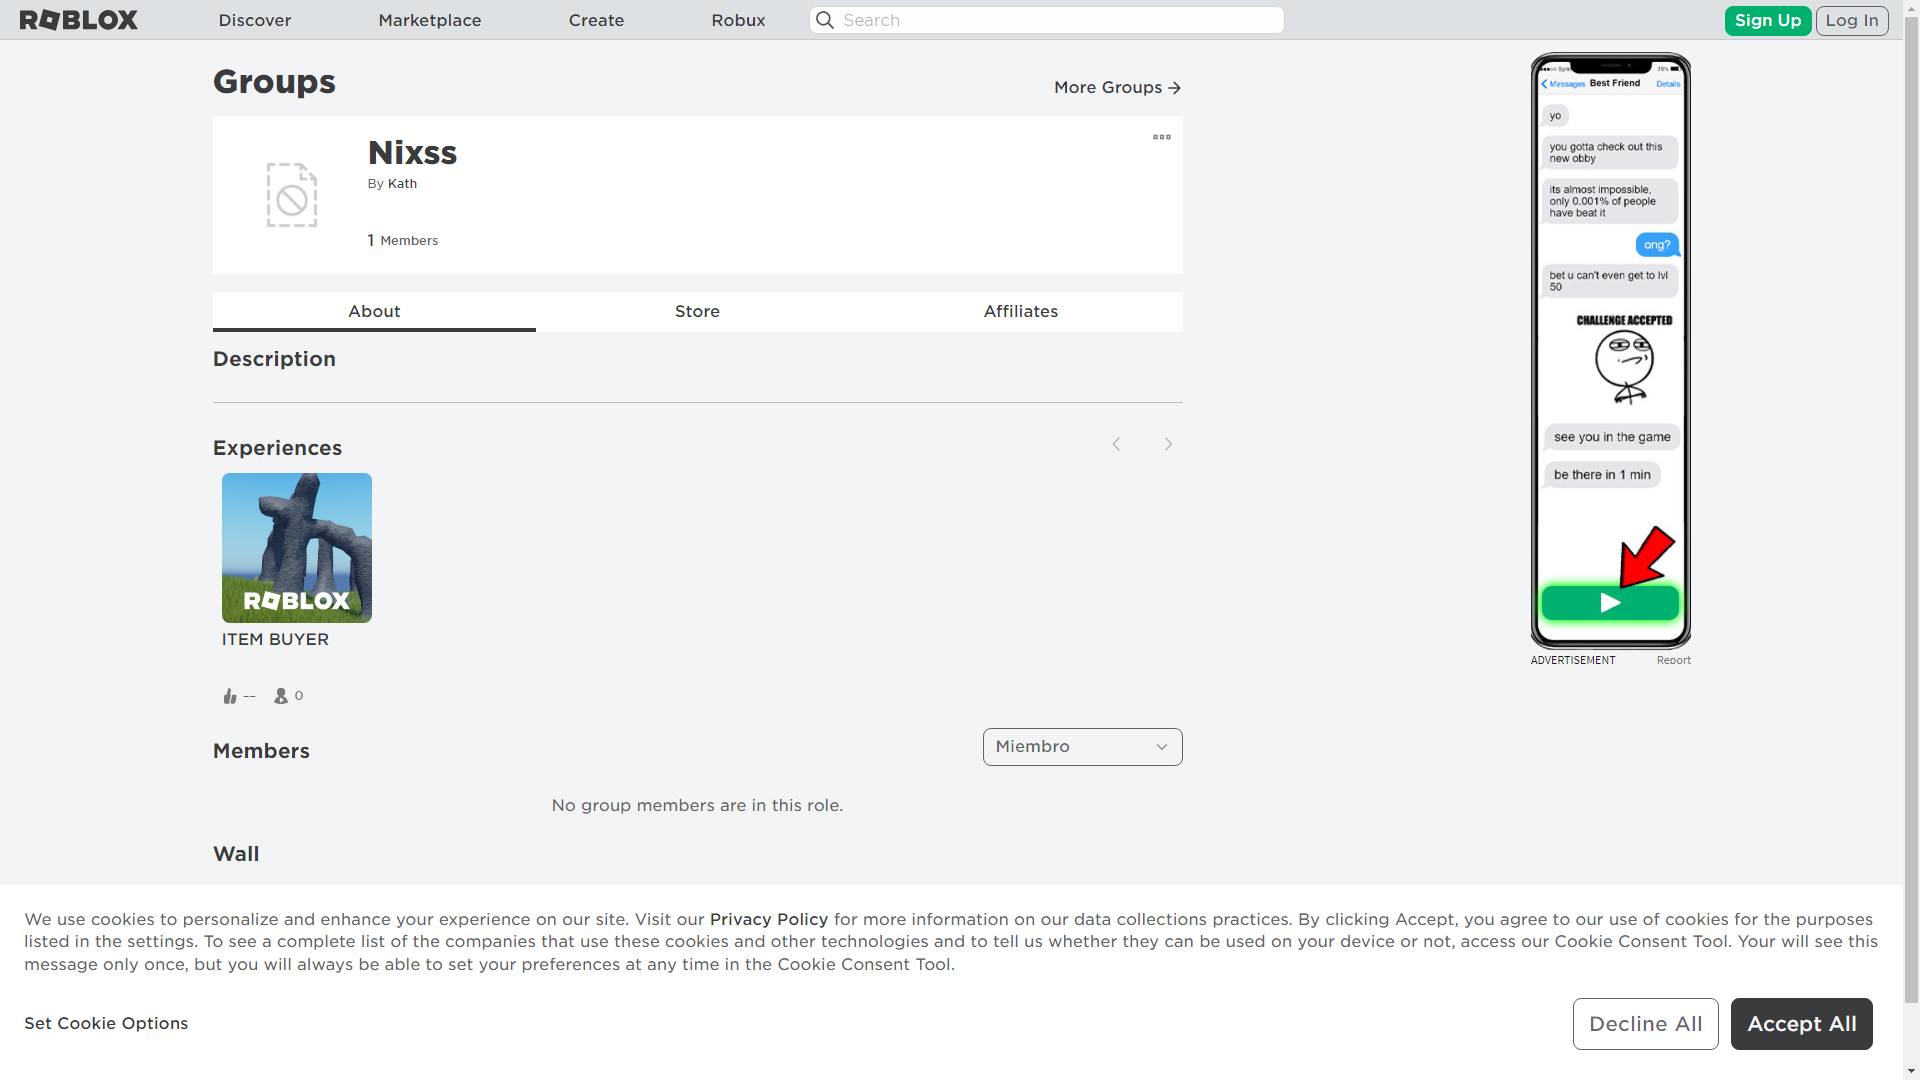 ROBLOX
Discover
Marketplace
Create
Robux
Search
Sign Up
Log In
Groups
More Groups
Nixss
By Kath
1 Members
About
Store
Affiliates
Description
Experiences
ROBLOX
ITEM BUYER
--
0
Members
Miembro
No group members are in this role.
Wall
75%
Messages Best Friend Details
yo
you gotta check out this
new obby
its almost impossible,
only 0.001% of people
have beat it
ong?
bet u can't even get to lvl
50
CHALLENGE ACCEPTED
see you in the game
be there in 1 min
ADVERTISEMENT
Report
We use cookies to personalize and enhance your experience on our site. Visit our Privacy Policy for more information on our data collections practices. By clicking Accept, you agree to our use of cookies for the purposes
listed in the settings. To see a complete list of the companies that use these cookies and other technologies and to tell us whether they can be used on your device or not, access our Cookie Consent Tool. Your will see this
message only once, but you will always be able to set your preferences at any time in the Cookie Consent Tool.
Set Cookie Options
Decline All
Accept All